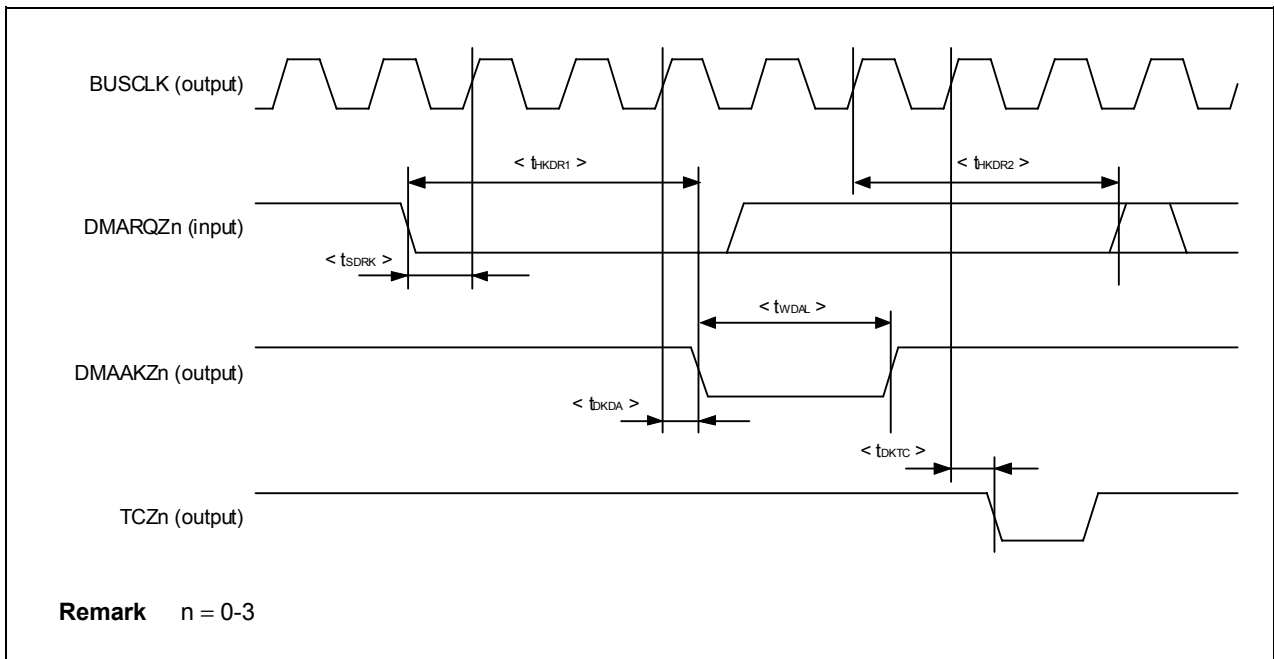 BUSCLK (output)
< tHKDR1 >
< tHKDR2 >
DMARQZn (input)
< tSDRK >
< tWDAL >
DMAAKZn (output)
< tDKDA >
< tDKTC >
TCZn (output)
Remark n = 0-3